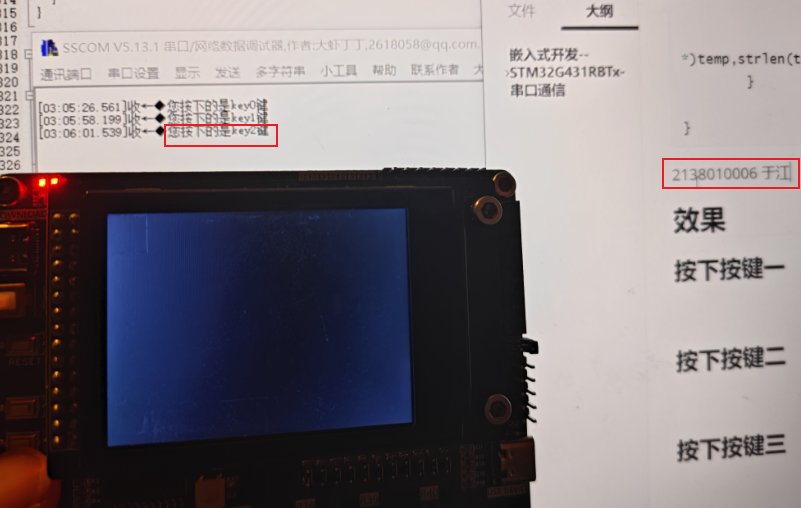 314
315
316
317
318
319
320
321
322
323
324
325
326
}
SSCOM V5.13.1 串口/网络数据调试器,作者:大虾丁丁,2618058@qq.com.
通讯端口 串口设置 显示 发送 多字符串 小工具 帮助 联系作者 大
[03:05:26.561]收←◆您按下的是key0键
[03:05:58.199]收←◆您按下的是key1键
[03:06:01.539]收←◆您按下的是key2键
文件 大纲
嵌入式开发--
STM32G431RBTx-
串口通信
*)temp,strlen(t
}
}
2138010006 于江
效果
按下按键一
按下按键二
按下按键三